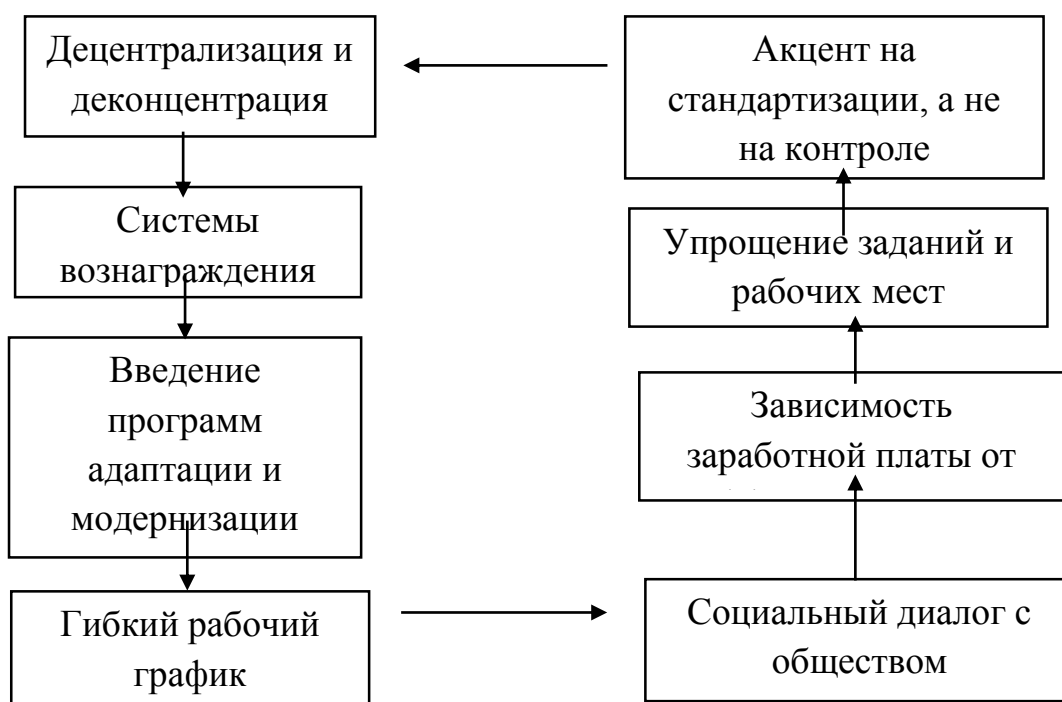 Децентрализация и
деконцентрация
Системы
вознаграждения
Введение
программ
адаптации и
модернизации
Гибкий рабочий
график
Акцент на
стандартизации, а не
на контроле
Упрощение заданий и
рабочих мест
Зависимость
заработной платы от
Социальный диалог с
обществом